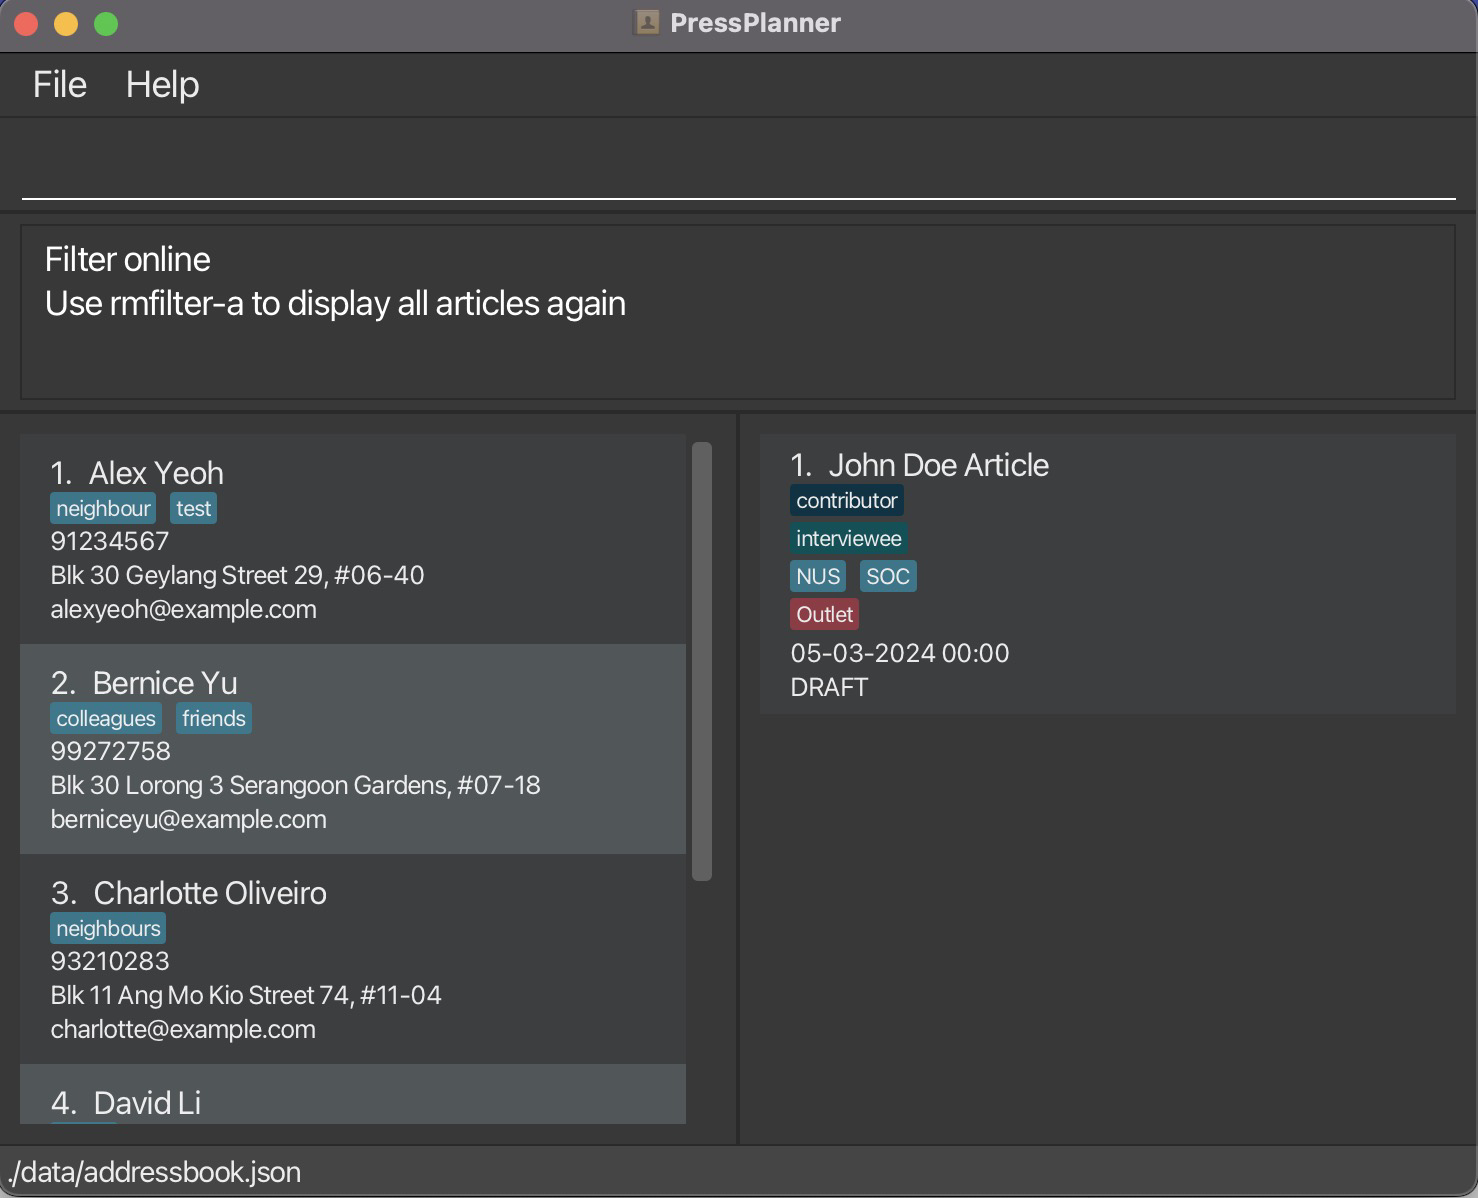 PressPlanner
File Help
Filter online
Use rmfilter-a to display all articles again
1. Alex Yeoh
neighbour test
91234567
Blk 30 Geylang Street 29, #06-40
alexyeoh@example.com
2. Bernice Yu
colleagues friends
99272758
Blk 30 Lorong 3 Serangoon Gardens, #07-18
berniceyu@example.com
3. Charlotte Oliveiro
neighbours
93210283
Blk 11 Ang Mo Kio Street 74, #11-04
charlotte@example.com
4. David Li
1. John Doe Article
contributor
interviewee
NUS SOC
Outlet
05-03-2024 00:00
DRAFT
./data/addressbook.json